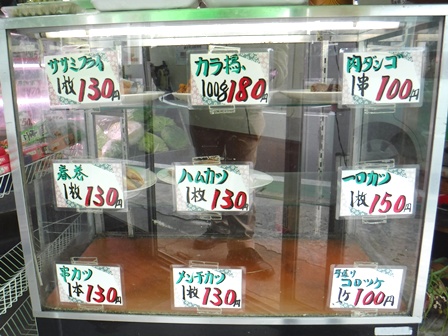 ササミフライ
1枚130円
カラ揚
100g180円
肉ダンゴ
1串100円
春巻
1枚130円
ハムカツ
1枚130円
一口カツ
1枚150円
串カツ
1本130円
メンチカツ
1枚130円
手造り
コロッケ
1ケ100円